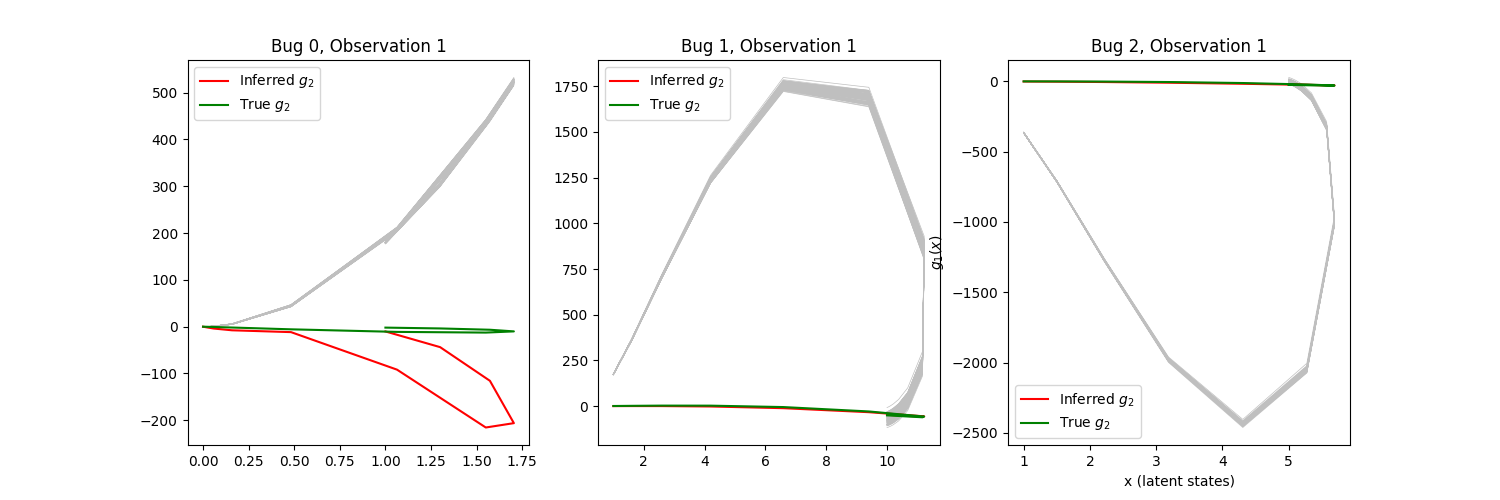 Bug 0, Observation 1
Inferred g₂
True g₂
500
400
300
200
100
0
−100
−200
0.00 0.25 0.50 0.75 1.00 1.25 1.50 1.75
Bug 1, Observation 1
Inferred g₂
True g₂
1750
1500
1250
1000
750
500
250
0
2 4 6 8 10
Bug 2, Observation 1
g₁(x)
0
−500
−1000
−1500
−2000
−2500
Inferred g₂
True g₂
1 2 3 4 5
x (latent states)